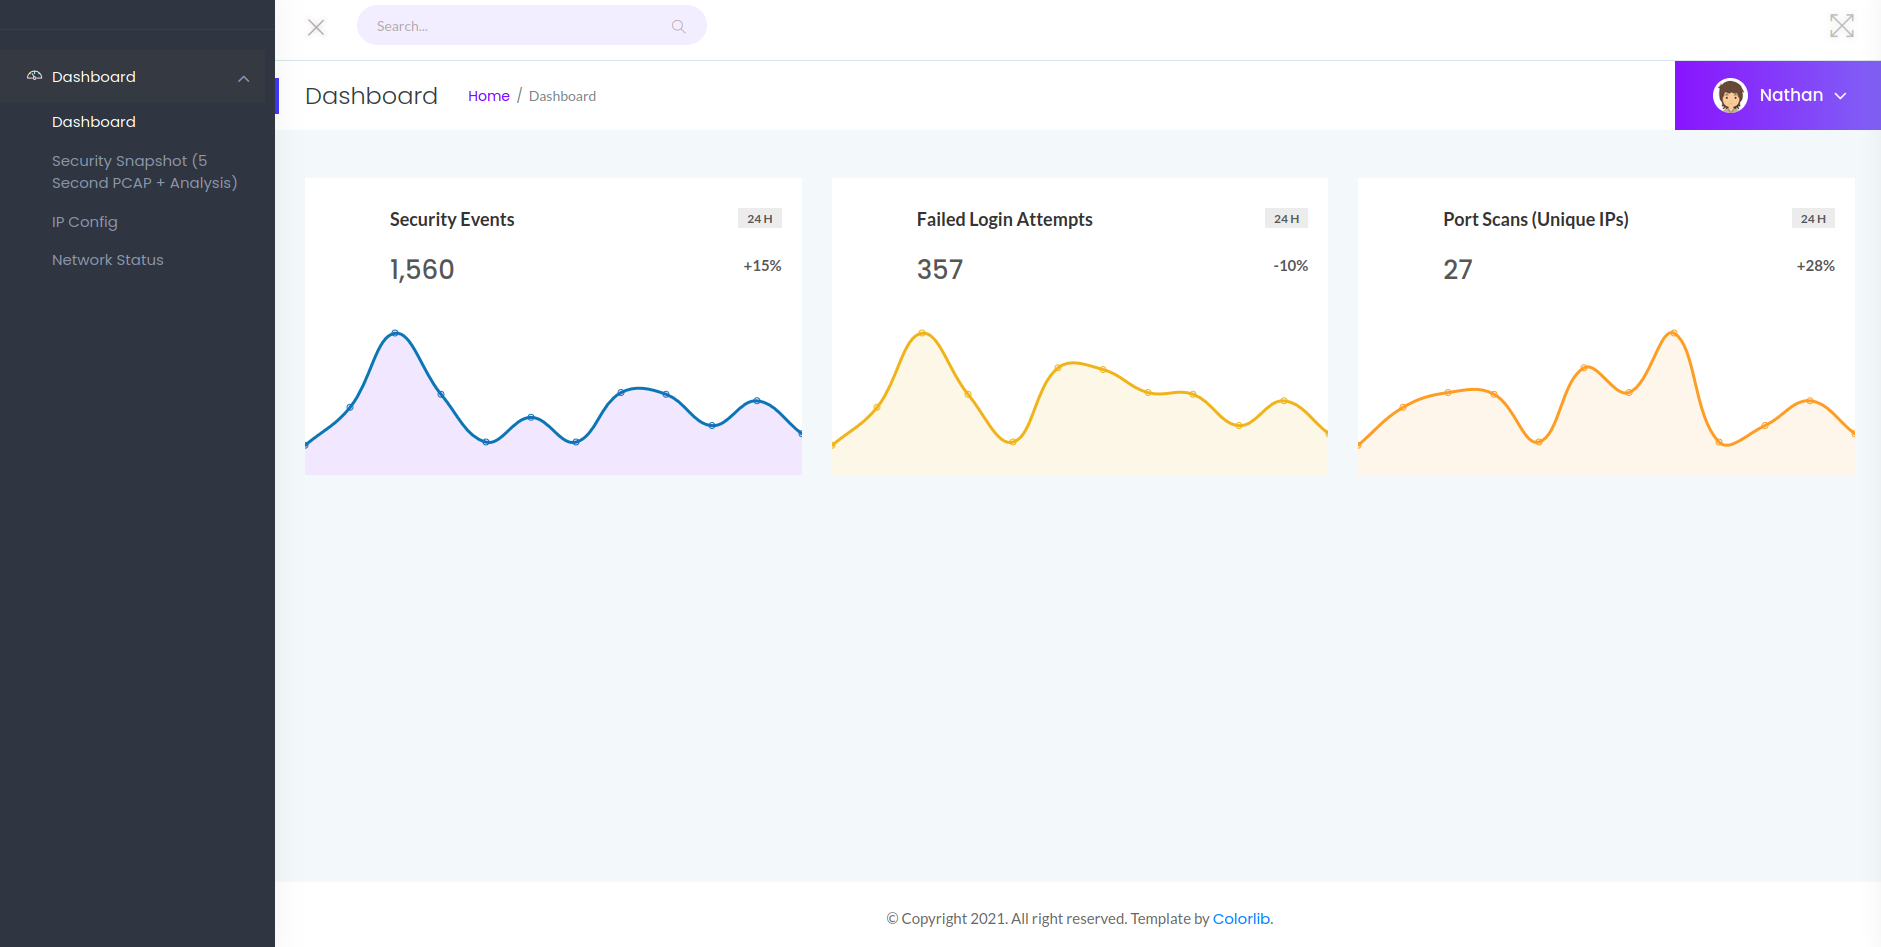 Search...
Dashboard
Dashboard
Security Snapshot (5
Second PCAP + Analysis)
IP Config
Network Status
Dashboard
Home / Dashboard
Nathan
Security Events
24 H
1,560
+15%
Failed Login Attempts
24 H
357
-10%
Port Scans (Unique IPs)
24 H
27
+28%
© Copyright 2021. All right reserved. Template by Colorlib.